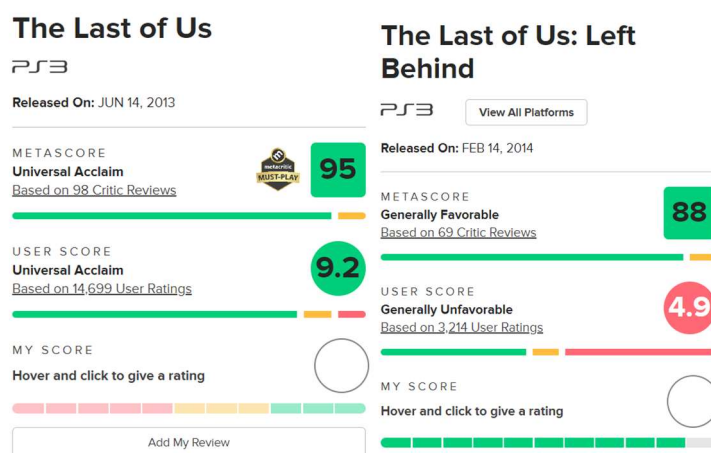 The Last of Us
PS3
Released On: JUN 14, 2013
METASCORE
Universal Acclaim
Based on 98 Critic Reviews
metacritic
MUST-PLAY
95
USER SCORE
Universal Acclaim
Based on 14,699 User Ratings
9.2
MY SCORE
Hover and click to give a rating
Add My Review
The Last of Us: Left
Behind
PS3
View All Platforms
Released On: FEB 14, 2014
METASCORE
Generally Favorable
Based on 69 Critic Reviews
88
USER SCORE
Generally Unfavorable
Based on 3,214 User Ratings
4.9
MY SCORE
Hover and click to give a rating